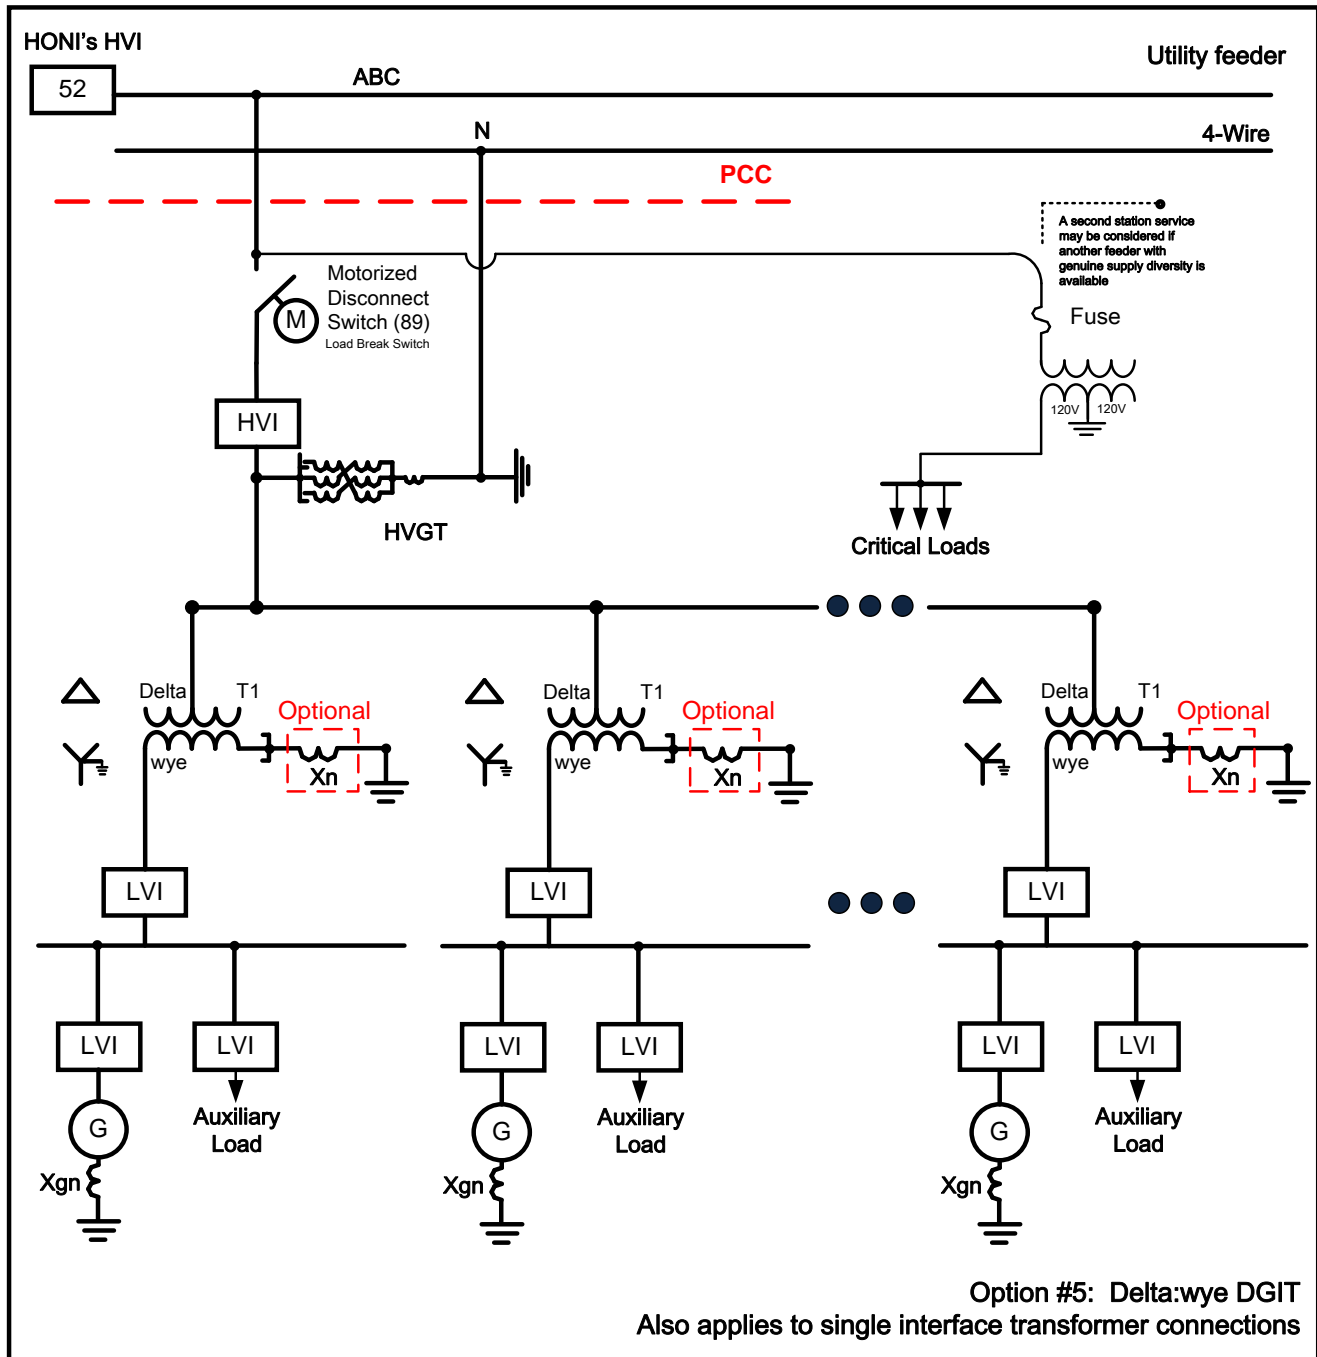 HONI's HVI
Utility feeder
52
ABC
N
4-Wire
PCC
A second station service
may be considered if
another feeder with
genuine supply diversity is
available
Motorized
Disconnect
Switch (89)
Load Break Switch
M
Fuse
120V 120V
HVI
HVGT
Critical Loads
Delta T1
Optional
wye
Xn
Delta T1
Optional
wye
Xn
Delta T1
Optional
wye
Xn
LVI
LVI
LVI
LVI
LVI
LVI
LVI
LVI
LVI
G
Auxiliary
Load
Xgn
G
Auxiliary
Load
Xgn
G
Auxiliary
Load
Xgn
Option #5: Delta:wye DGIT
Also applies to single interface transformer connections